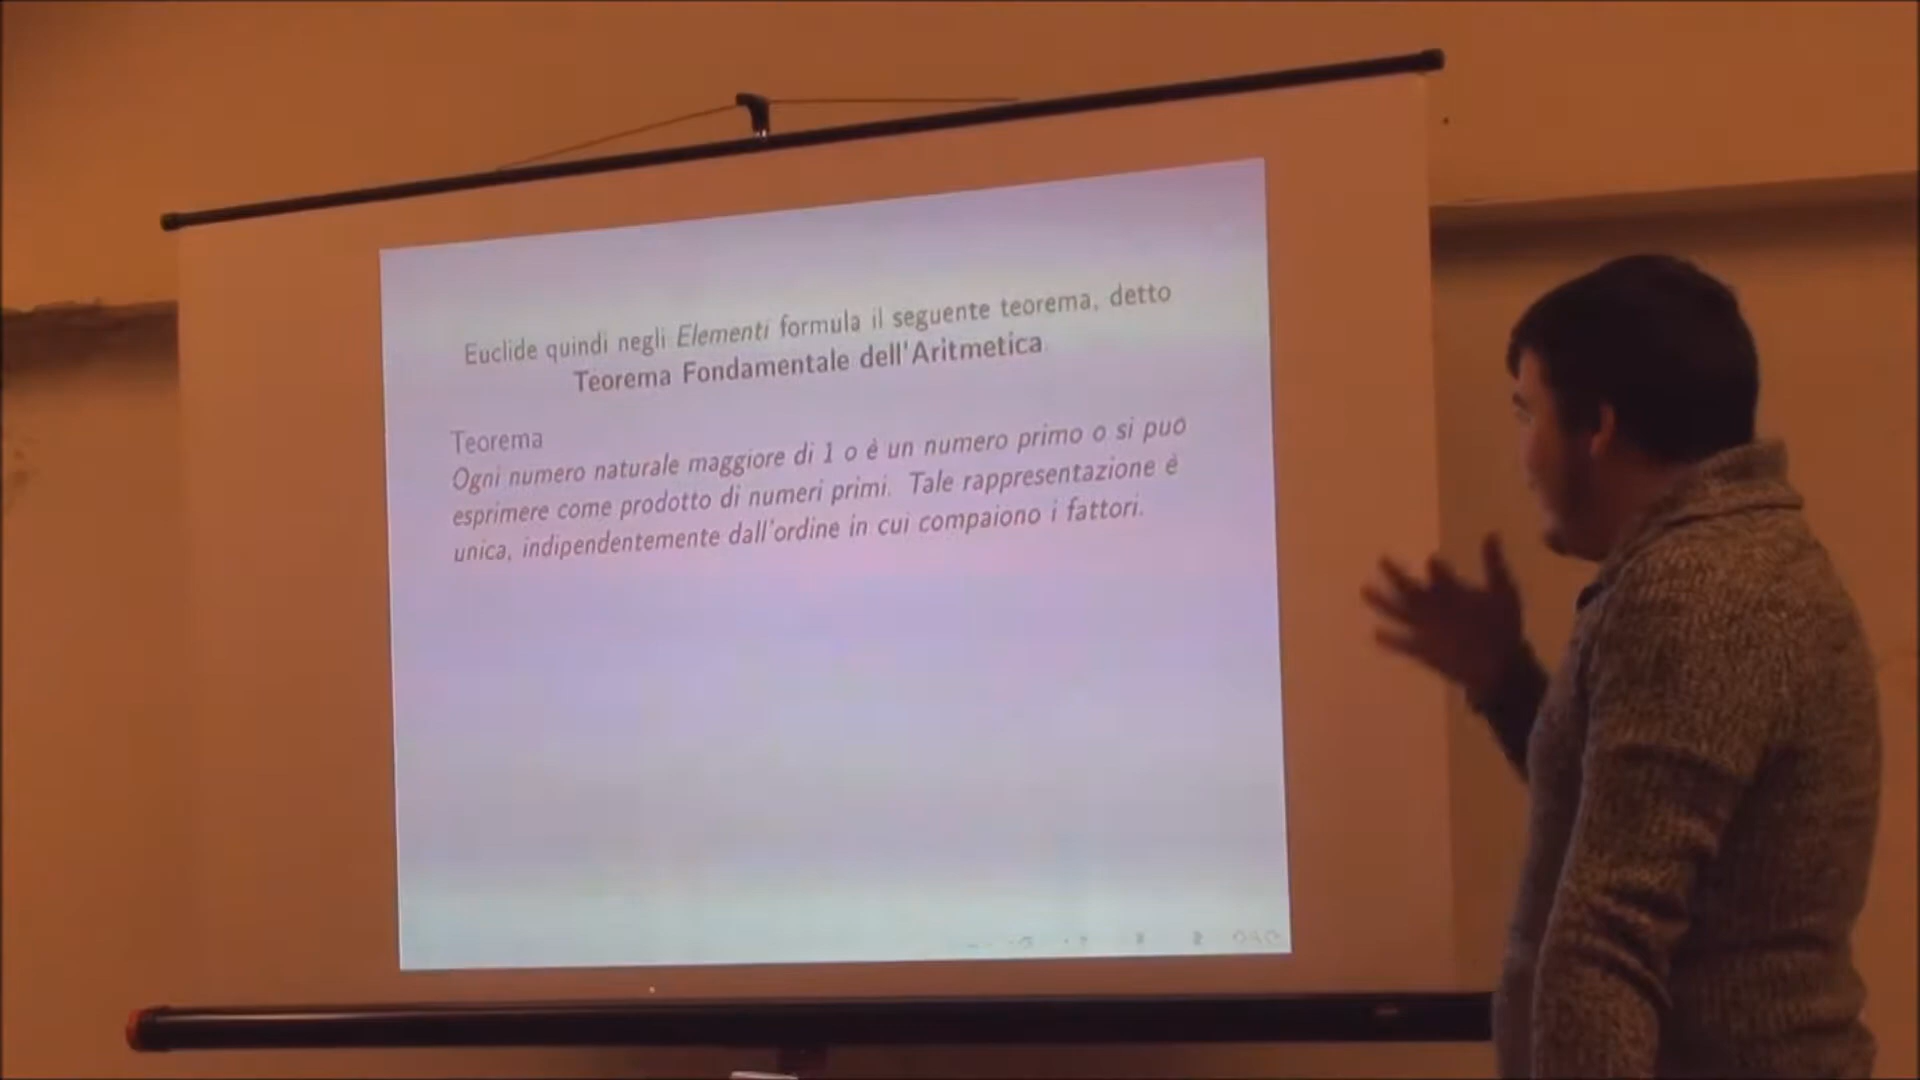 Euclide quindi negli Elementi formula il seguente teorema, detto
Teorema Fondamentale dell'Aritmetica.
Teorema
Ogni numero naturale maggiore di 1 o è un numero primo o si può
esprimere come prodotto di numeri primi. Tale rappresentazione è
unica, indipendentemente dall'ordine in cui compaiono i fattori.